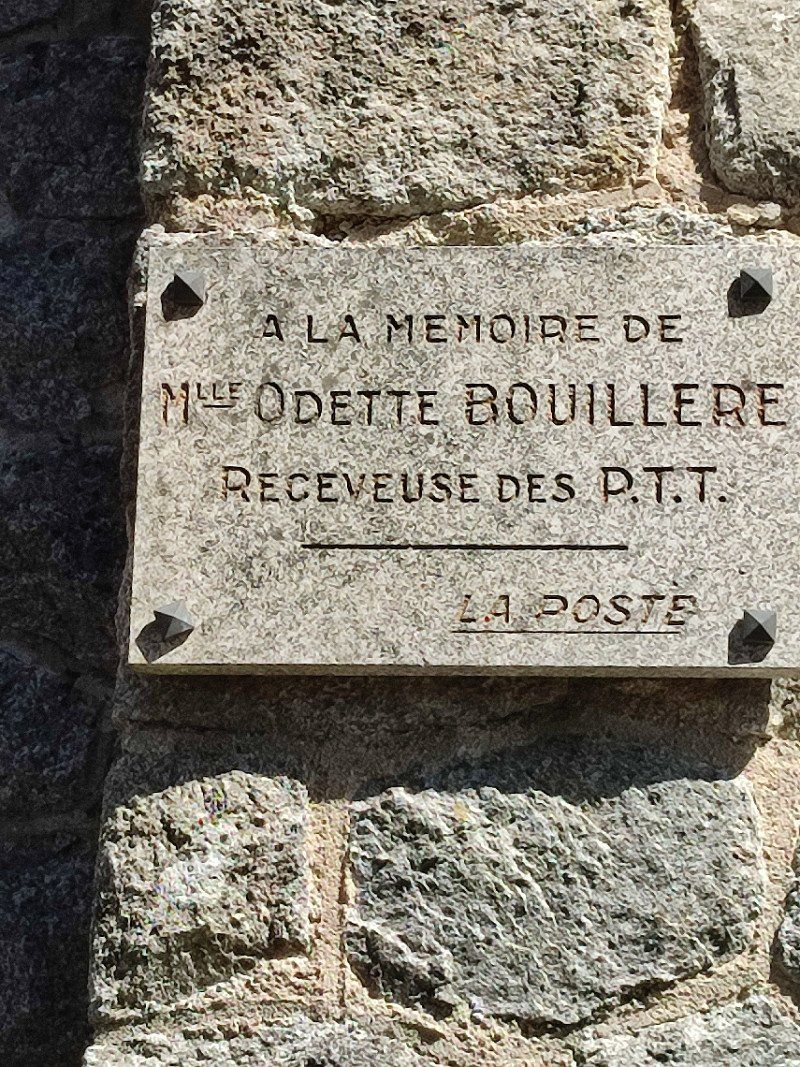 A LA MEMOIRE DE
MLLE ODETTE BOUILLERE
RECEVEUSE DES P.T.T.
LA POSTE